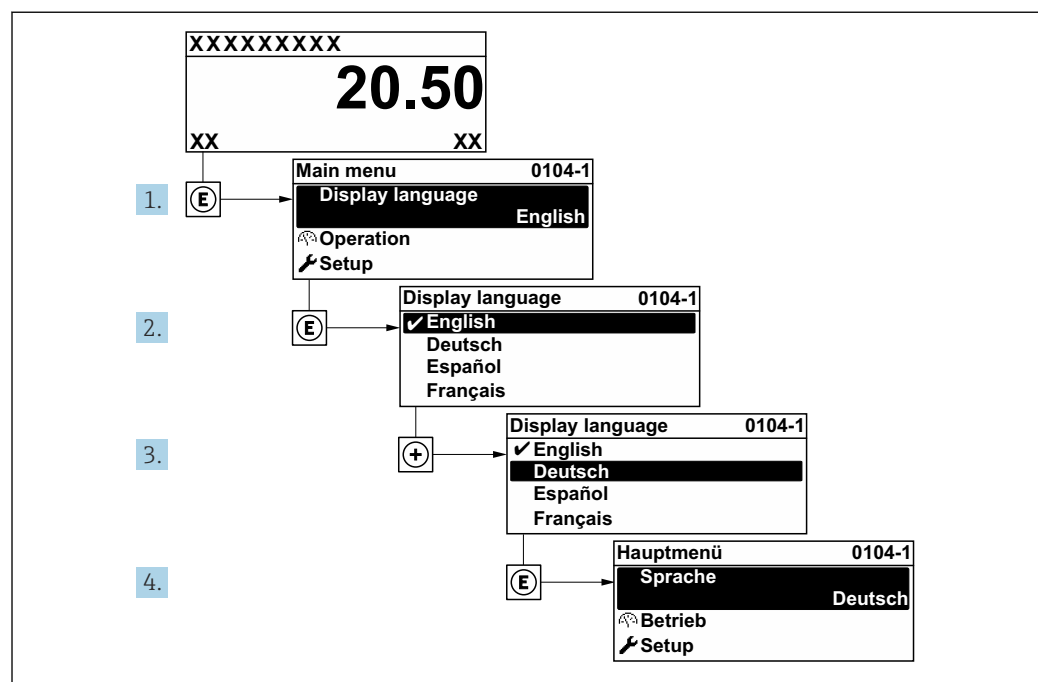 XXXXXXXXX
20.50
XX XX
1.
E
Main menu 0104-1
Display language
English
Operation
Setup
2.
E
Display language 0104-1
✔ English
Deutsch
Español
Français
3.
+
Display language 0104-1
✔ English
Deutsch
Español
Français
4.
E
Hauptmenü 0104-1
Sprache
Deutsch
Betrieb
Setup